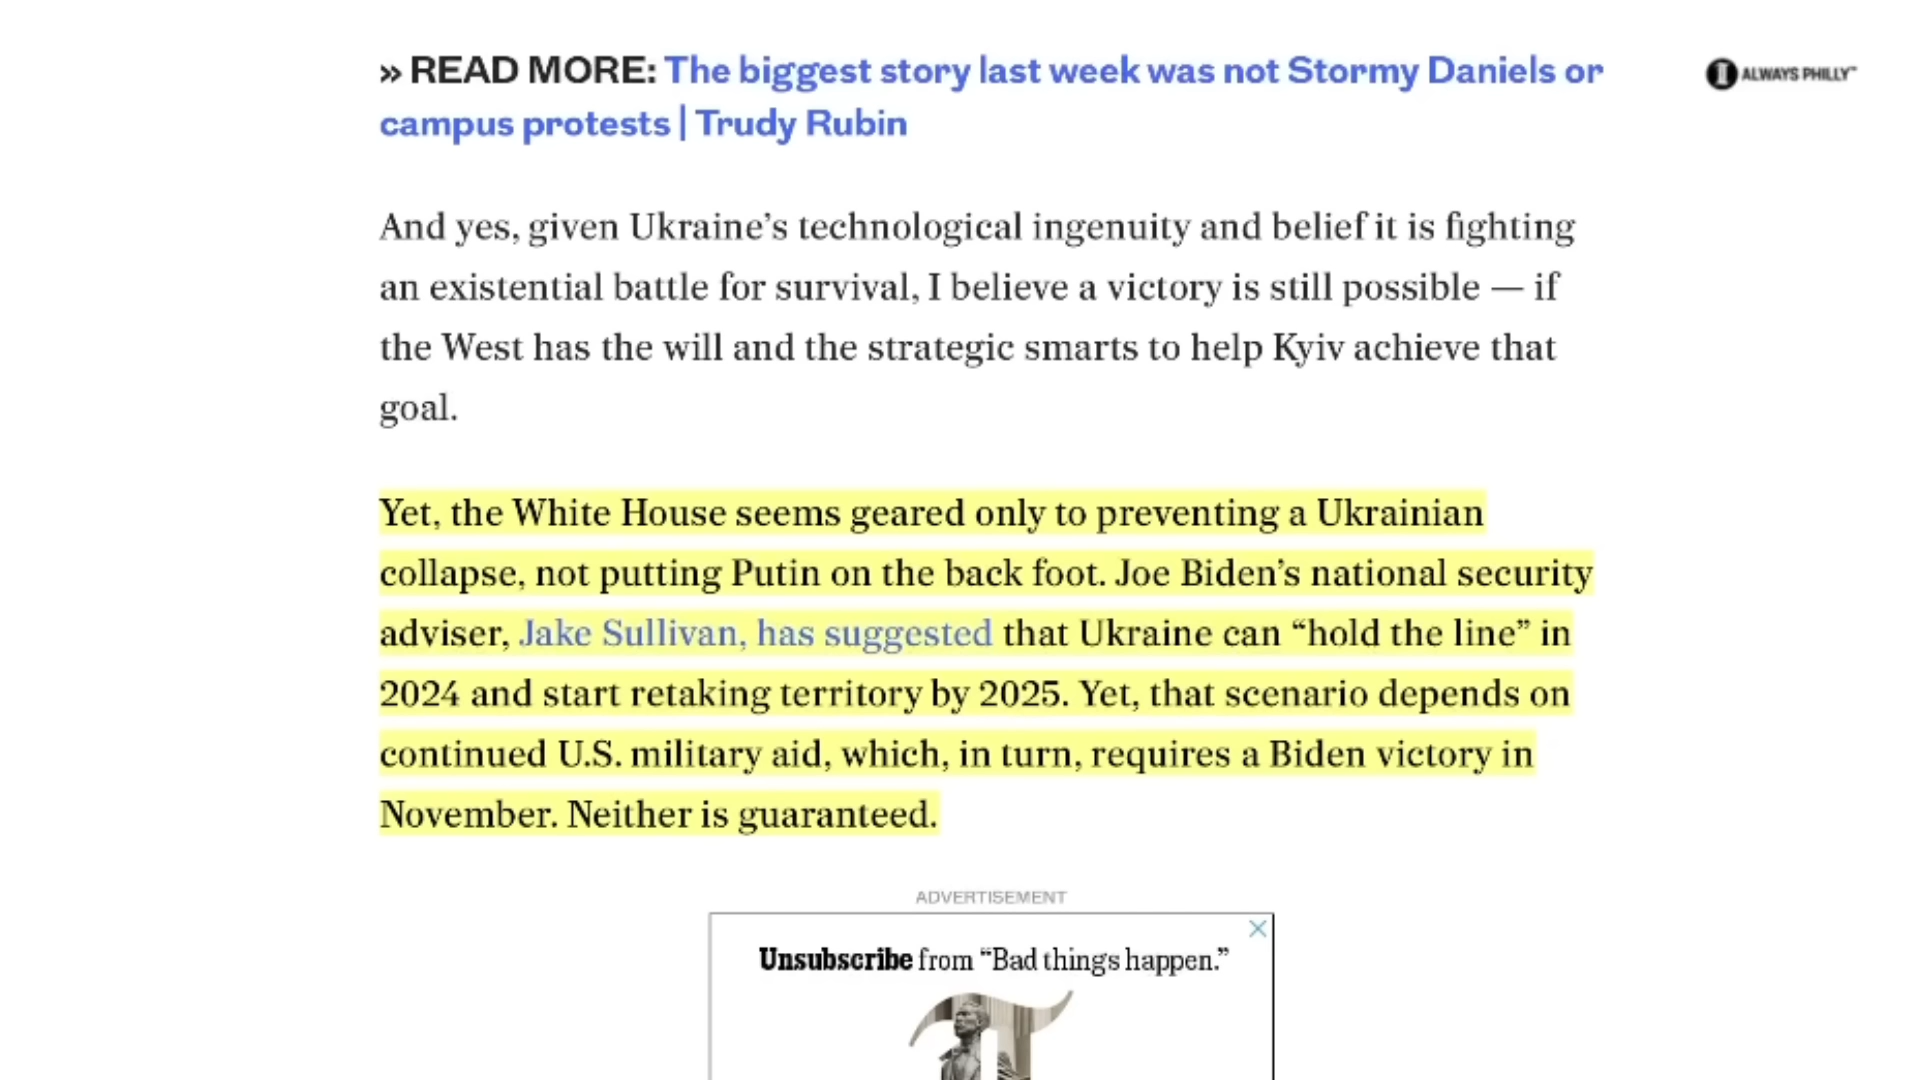 » READ MORE: The biggest story last week was not Stormy Daniels or
campus protests | Trudy Rubin
ALWAYS PHILLY™
And yes, given Ukraine’s technological ingenuity and belief it is fighting
an existential battle for survival, I believe a victory is still possible — if
the West has the will and the strategic smarts to help Kyiv achieve that
goal.
Yet, the White House seems geared only to preventing a Ukrainian
collapse, not putting Putin on the back foot. Joe Biden’s national security
adviser, Jake Sullivan, has suggested that Ukraine can “hold the line” in
2024 and start retaking territory by 2025. Yet, that scenario depends on
continued U.S. military aid, which, in turn, requires a Biden victory in
November. Neither is guaranteed.
ADVERTISEMENT
Unsubscribe from “Bad things happen.”